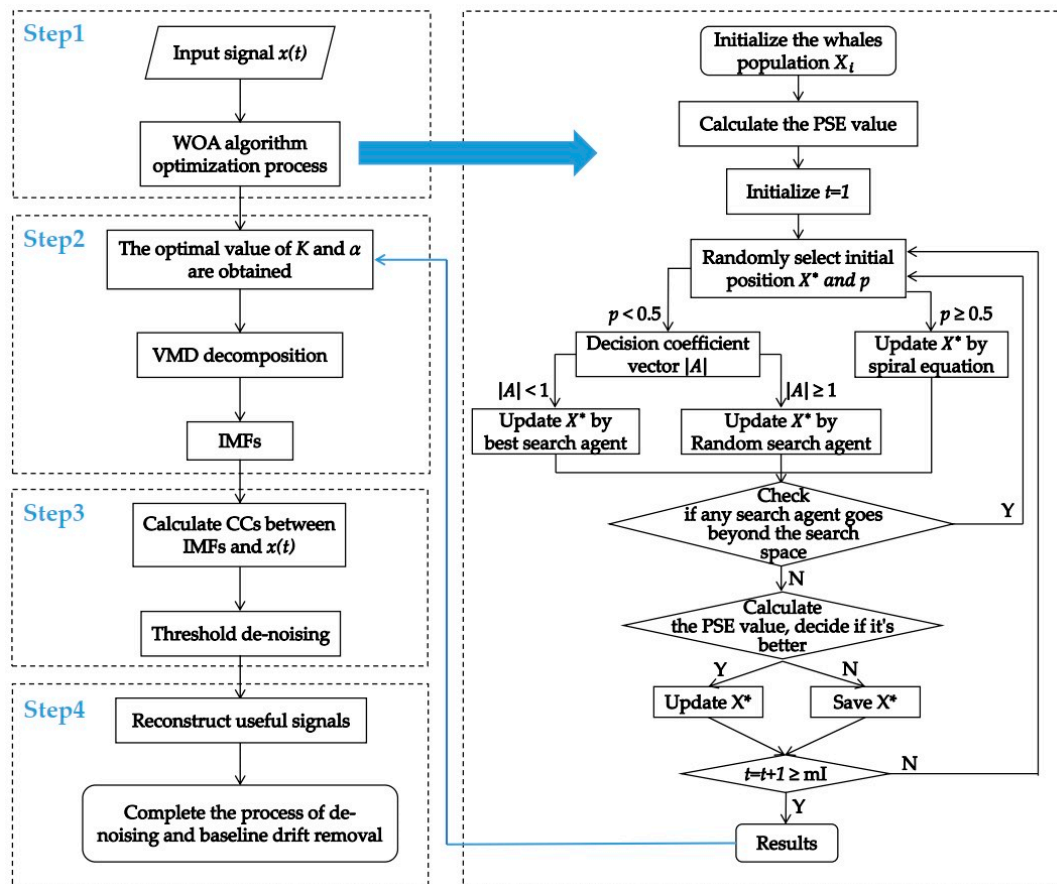 Step1
Input signal x(t)
WOA algorithm
optimization process
Step2
The optimal value of K and α
are obtained
VMD decomposition
IMFs
Step3
Calculate CCs between
IMFs and x(t)
Threshold de-noising
Step4
Reconstruct useful signals
Complete the process of de-
noising and baseline drift removal
Initialize the whales
population Xi
Calculate the PSE value
Initialize t=1
Randomly select initial
position X* and p
p < 0.5
p ≥ 0.5
Decision coefficient
vector |A|
Update X* by
spiral equation
|A| < 1
|A| ≥ 1
Update X* by
best search agent
Update X* by
Random search agent
Check
if any search agent goes
beyond the search
space
Y
N
Calculate
the PSE value, decide if it's
better
Y
N
Update X*
Save X*
t=t+1 ≥ mI
N
Y
Results